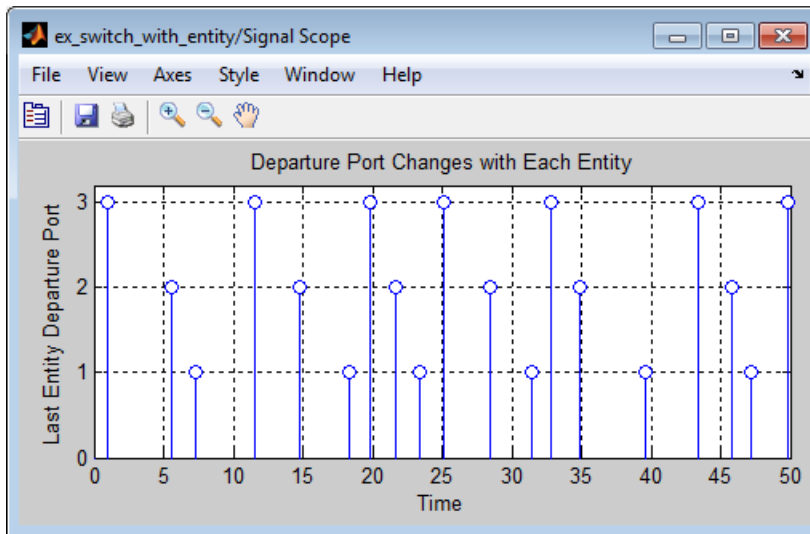 ex_switch_with_entity/Signal Scope
File View Axes Style Window Help
Departure Port Changes with Each Entity
Last Entity Departure Port
3
2
1
0
0 5 10 15 20 25 30 35 40 45 50
Time